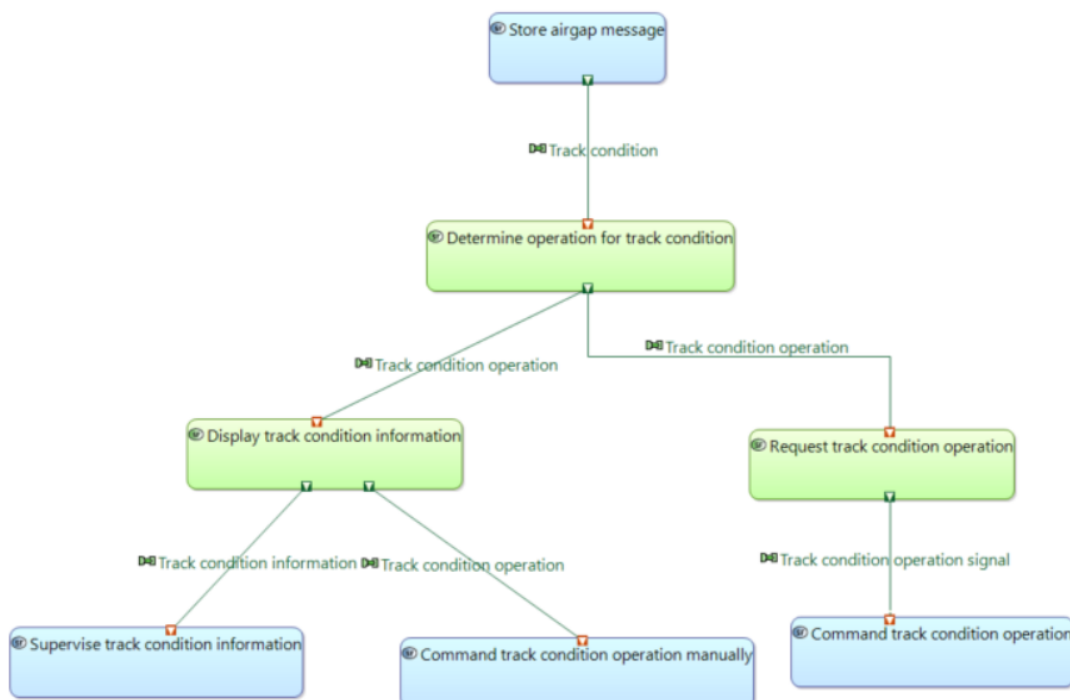 Store airgap message
Track condition
Determine operation for track condition
Track condition operation
Track condition operation
Display track condition information
Request track condition operation
Track condition information
Track condition operation
Track condition operation signal
Supervise track condition information
Command track condition operation manually
Command track condition operation